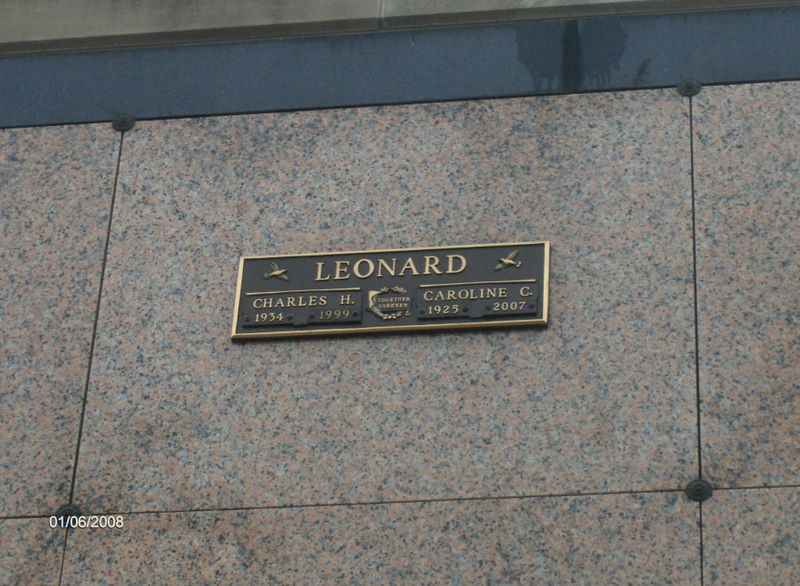 LEONARD
CHARLES H.
1934 1999
TOGETHER
FOREVER
CAROLINE C.
1925 2007
01/06/2008